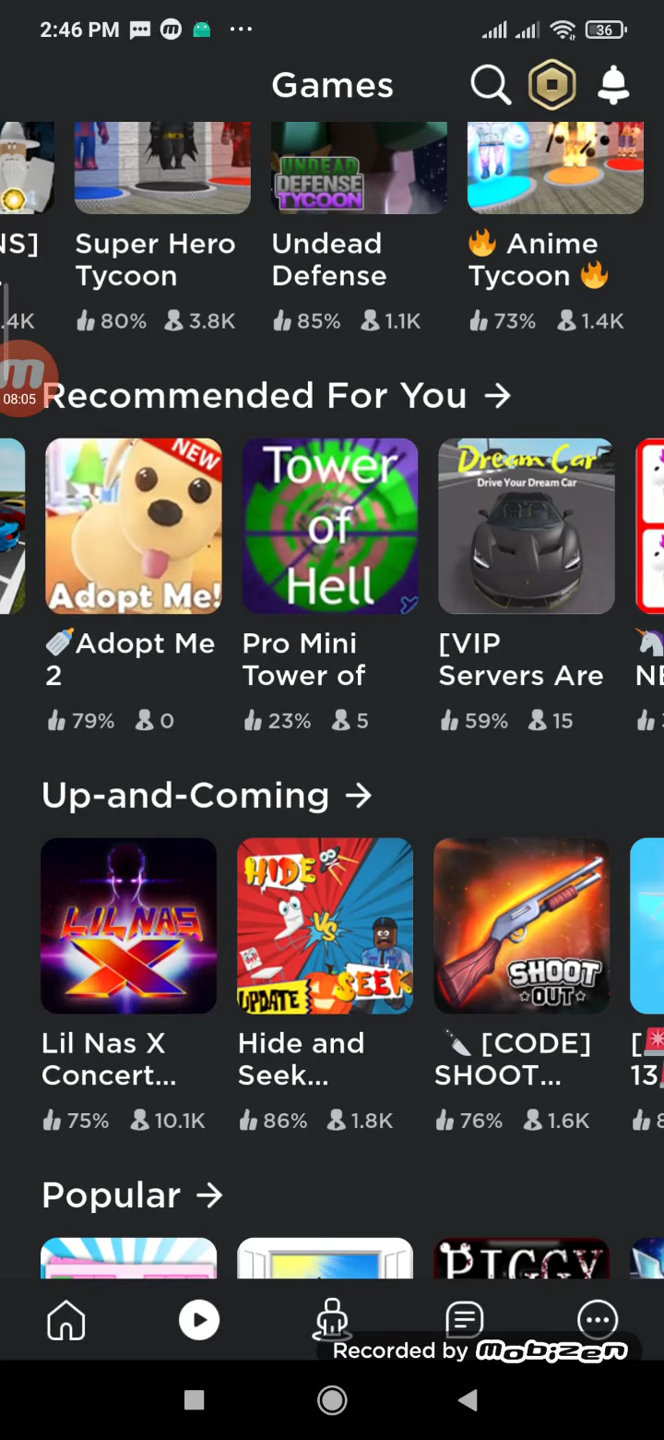 2:46 PM
36
Games
UNDEAD
DEFENSE
TYCOON
NS]
Super Hero
Tycoon
Undead
Defense
🔥 Anime
Tycoon 🔥
.4K
80% 3.8K
85% 1.1K
73% 1.4K
m
08:05
Recommended For You →
NEW
Adopt Me!
Tower
of
Hell
Dream Car
Drive Your Dream Car
🍼Adopt Me
2
Pro Mini
Tower of
[VIP
Servers Are
🦄
NE
79% 0
23% 5
59% 15
Up-and-Coming →
LIL NAS
X
HIDE
VS
SEEK
UPDATE
SHOOT
OUT
Lil Nas X
Concert...
Hide and
Seek...
🔪 [CODE]
SHOOT...
[🚨
13🚨
75% 10.1K
86% 1.8K
76% 1.6K
8
Popular →
PIGGY
Recorded by mobizen